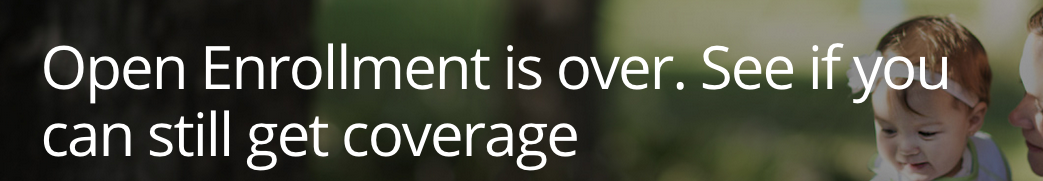 Open Enrollment is over. See if you
can still get coverage